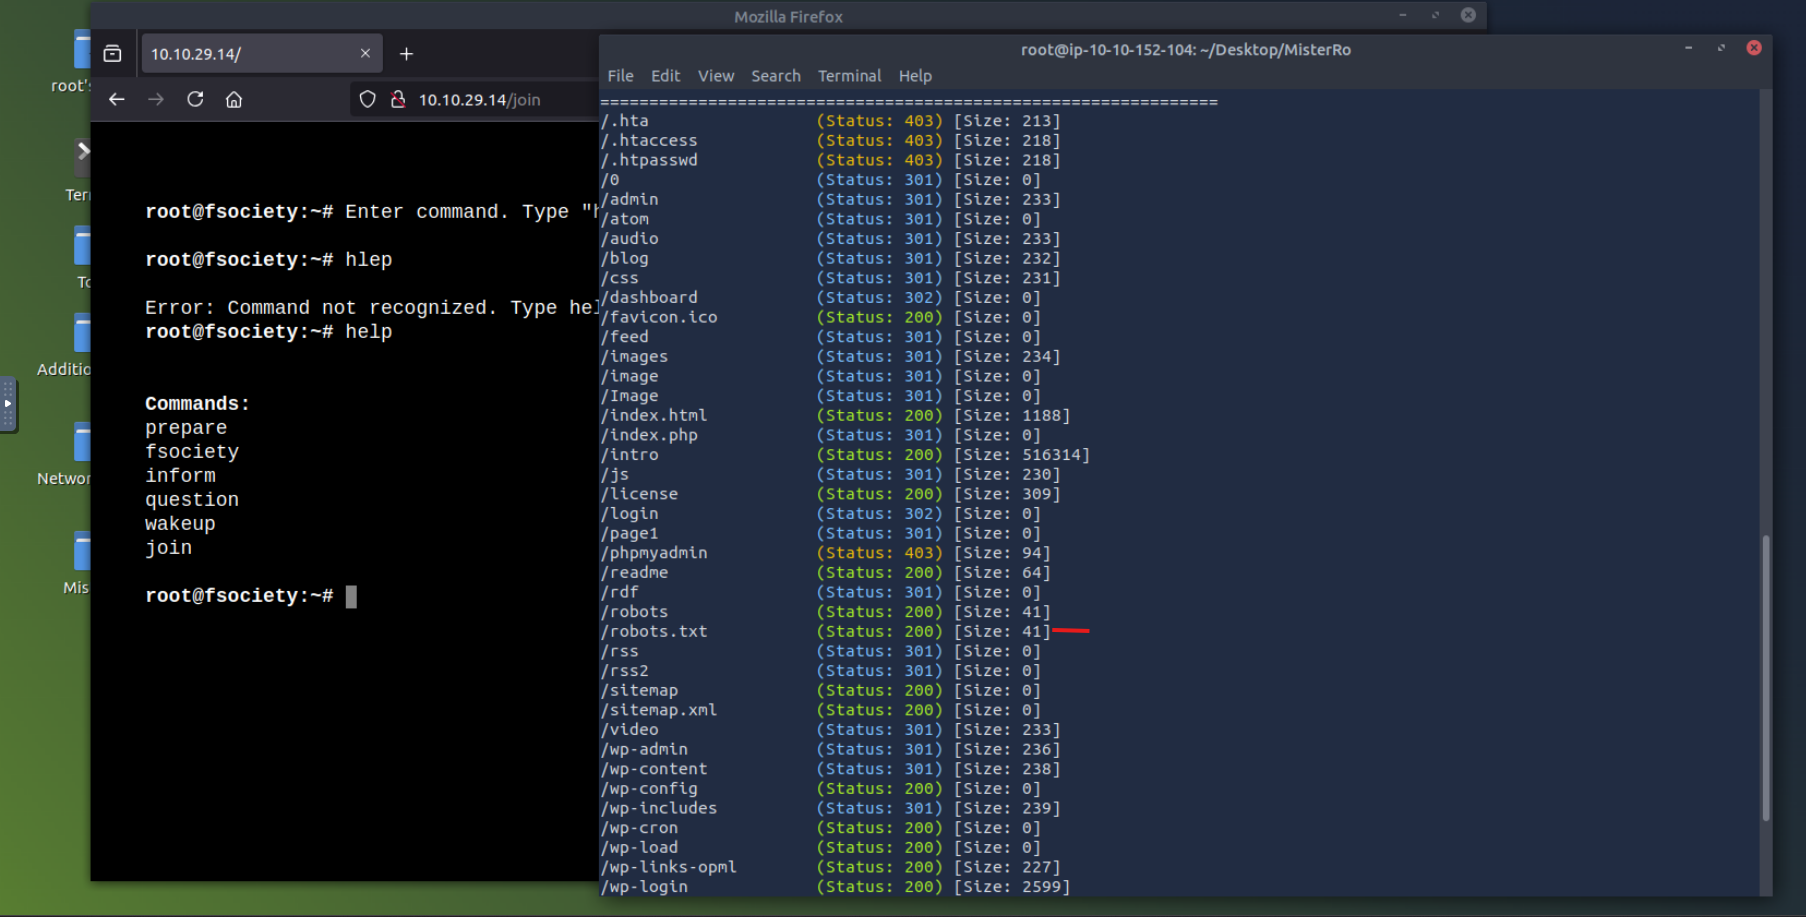 Mozilla Firefox
10.10.29.14/
10.10.29.14/join
root's
Addition
root@fsociety:~# Enter command. Type "h
root@fsociety:~# hlep
Error: Command not recognized. Type hel
root@fsociety:~# help
Commands:
prepare
fsociety
inform
question
wakeup
join
root@fsociety:~#
root@ip-10-10-152-104: ~/Desktop/MisterRo
File Edit View Search Terminal Help
===============================================================
/.hta (Status: 403) [Size: 213]
/.htaccess (Status: 403) [Size: 218]
/.htpasswd (Status: 403) [Size: 218]
/0 (Status: 301) [Size: 0]
/admin (Status: 301) [Size: 233]
/atom (Status: 301) [Size: 0]
/audio (Status: 301) [Size: 233]
/blog (Status: 301) [Size: 232]
/css (Status: 301) [Size: 231]
/dashboard (Status: 302) [Size: 0]
/favicon.ico (Status: 200) [Size: 0]
/feed (Status: 301) [Size: 0]
/images (Status: 301) [Size: 234]
/image (Status: 301) [Size: 0]
/Image (Status: 301) [Size: 0]
/index.html (Status: 200) [Size: 1188]
/index.php (Status: 301) [Size: 0]
/intro (Status: 200) [Size: 516314]
/js (Status: 301) [Size: 230]
/license (Status: 200) [Size: 309]
/login (Status: 302) [Size: 0]
/page1 (Status: 301) [Size: 0]
/phpmyadmin (Status: 403) [Size: 94]
/readme (Status: 200) [Size: 64]
/rdf (Status: 301) [Size: 0]
/robots (Status: 200) [Size: 41]
/robots.txt (Status: 200) [Size: 41]
/rss (Status: 301) [Size: 0]
/rss2 (Status: 301) [Size: 0]
/sitemap (Status: 200) [Size: 0]
/sitemap.xml (Status: 200) [Size: 0]
/video (Status: 301) [Size: 233]
/wp-admin (Status: 301) [Size: 236]
/wp-content (Status: 301) [Size: 238]
/wp-config (Status: 200) [Size: 0]
/wp-includes (Status: 301) [Size: 239]
/wp-cron (Status: 200) [Size: 0]
/wp-load (Status: 200) [Size: 0]
/wp-links-opml (Status: 200) [Size: 227]
/wp-login (Status: 200) [Size: 2599]